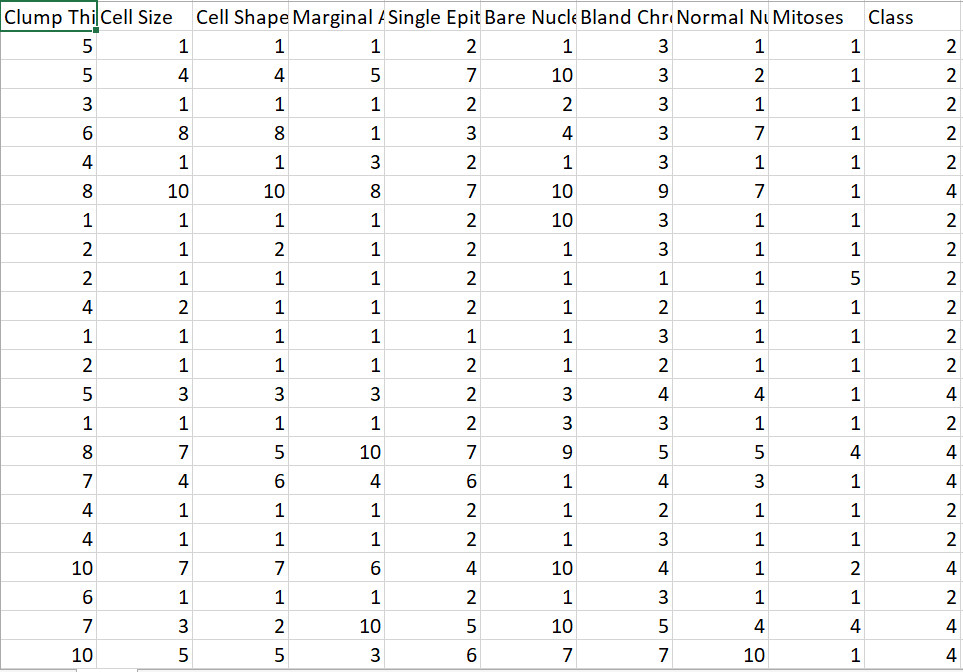 Clump Thi Cell Size Cell Shape Marginal A Single Epit Bare Nucle Bland Chro Normal Nu Mitoses Class
5 1 1 1 2 1 3 1 1 2
5 4 4 5 7 10 3 2 1 2
3 1 1 1 2 2 3 1 1 2
6 8 8 1 3 4 3 7 1 2
4 1 1 3 2 1 3 1 1 2
8 10 10 8 7 10 9 7 1 4
1 1 1 1 2 10 3 1 1 2
2 1 2 1 2 1 3 1 1 2
2 1 1 1 2 1 1 1 5 2
4 2 1 1 2 1 2 1 1 2
1 1 1 1 1 1 3 1 1 2
2 1 1 1 2 1 2 1 1 2
5 3 3 3 2 3 4 4 1 4
1 1 1 1 2 3 3 1 1 2
8 7 5 10 7 9 5 5 4 4
7 4 6 4 6 1 4 3 1 4
4 1 1 1 2 1 2 1 1 2
4 1 1 1 2 1 3 1 1 2
10 7 7 6 4 10 4 1 2 4
6 1 1 1 2 1 3 1 1 2
7 3 2 10 5 10 5 4 4 4
10 5 5 3 6 7 7 10 1 4